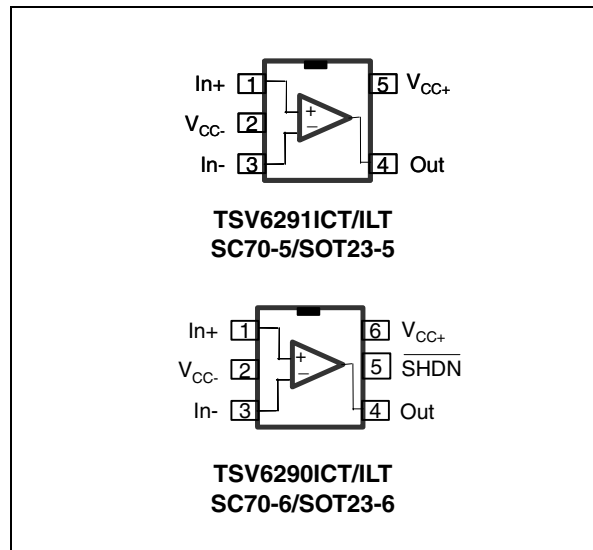 In+ 1 5 VCC+
VCC- 2
In- 3 4 Out
+
−
TSV6291ICT/ILT
SC70-5/SOT23-5
In+ 1 6 VCC+
VCC- 2 5 SHDN
In- 3 4 Out
+
−
TSV6290ICT/ILT
SC70-6/SOT23-6